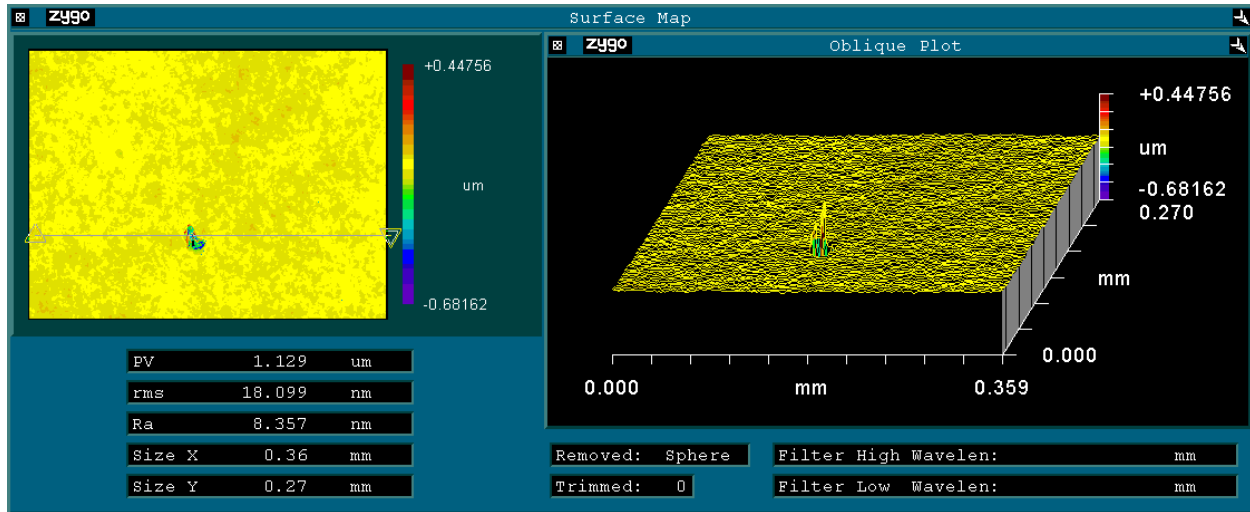 zygo Surface Map
+0.44756
um
-0.68162
zygo Oblique Plot
+0.44756
um
-0.68162
0.270
mm
0.000
0.000 mm 0.359
PV 1.129 um
rms 18.099 nm
Ra 8.357 nm
Size X 0.36 mm
Size Y 0.27 mm
Removed: Sphere
Filter High Wavelen: mm
Trimmed: 0
Filter Low Wavelen: mm